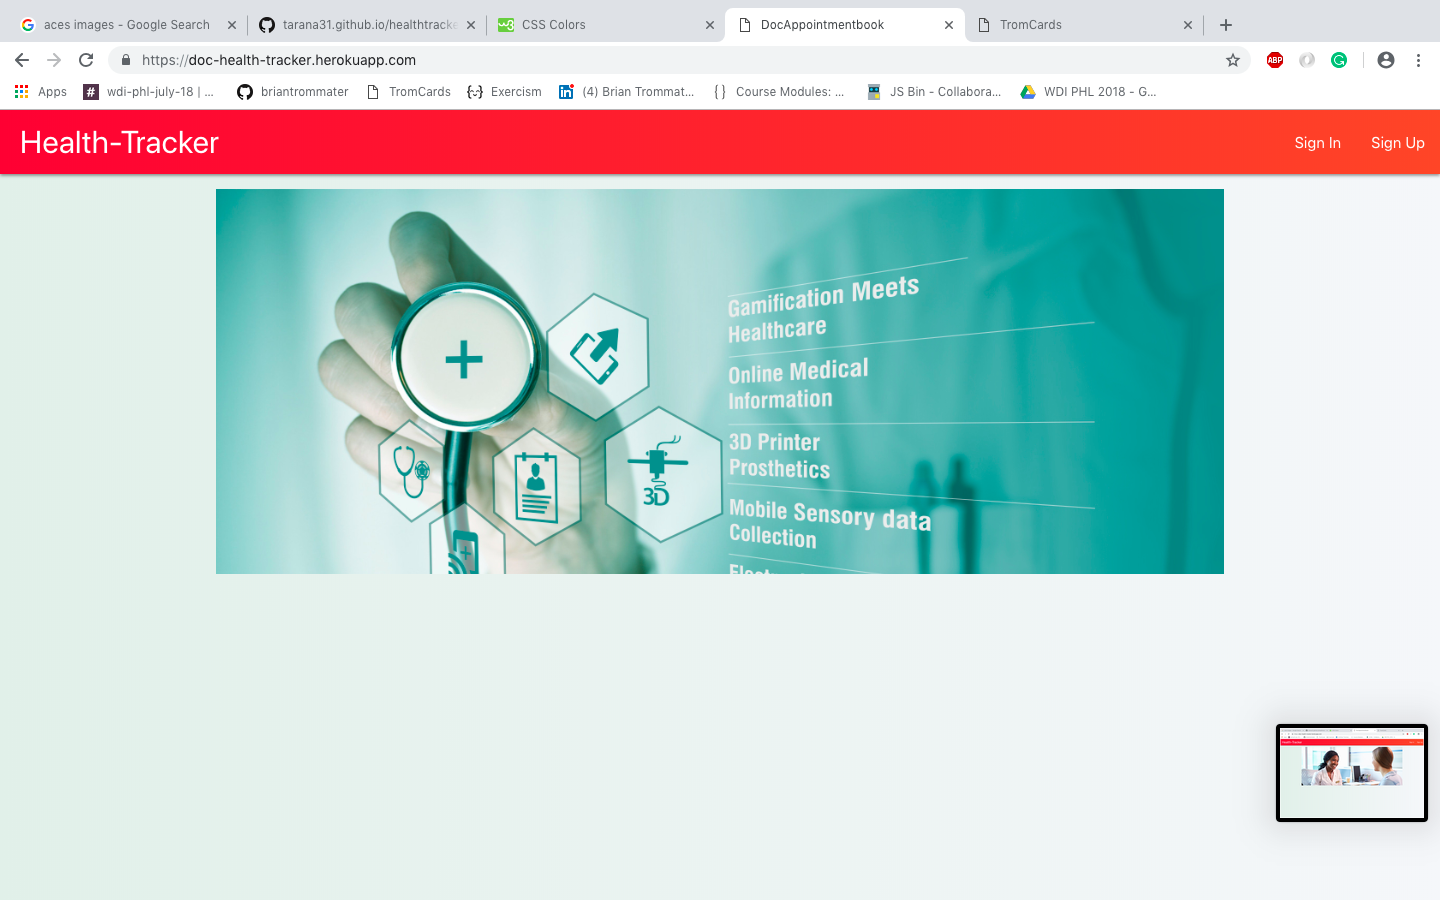 aces images - Google Search
tarana31.github.io/healthtracke
CSS Colors
DocAppointmentbook
TromCards
https://doc-health-tracker.herokuapp.com
ABP
Apps
#
wdi-phl-july-18 | ...
briantrommater
TromCards
Exercism
in
(4) Brian Trommat...
Course Modules: ...
JS Bin - Collabora...
WDI PHL 2018 - G...
Health-Tracker
Sign In
Sign Up
Gamification Meets
Healthcare
Online Medical
Information
3D Printer
Prosthetics
3D
Mobile Sensory data
Collection